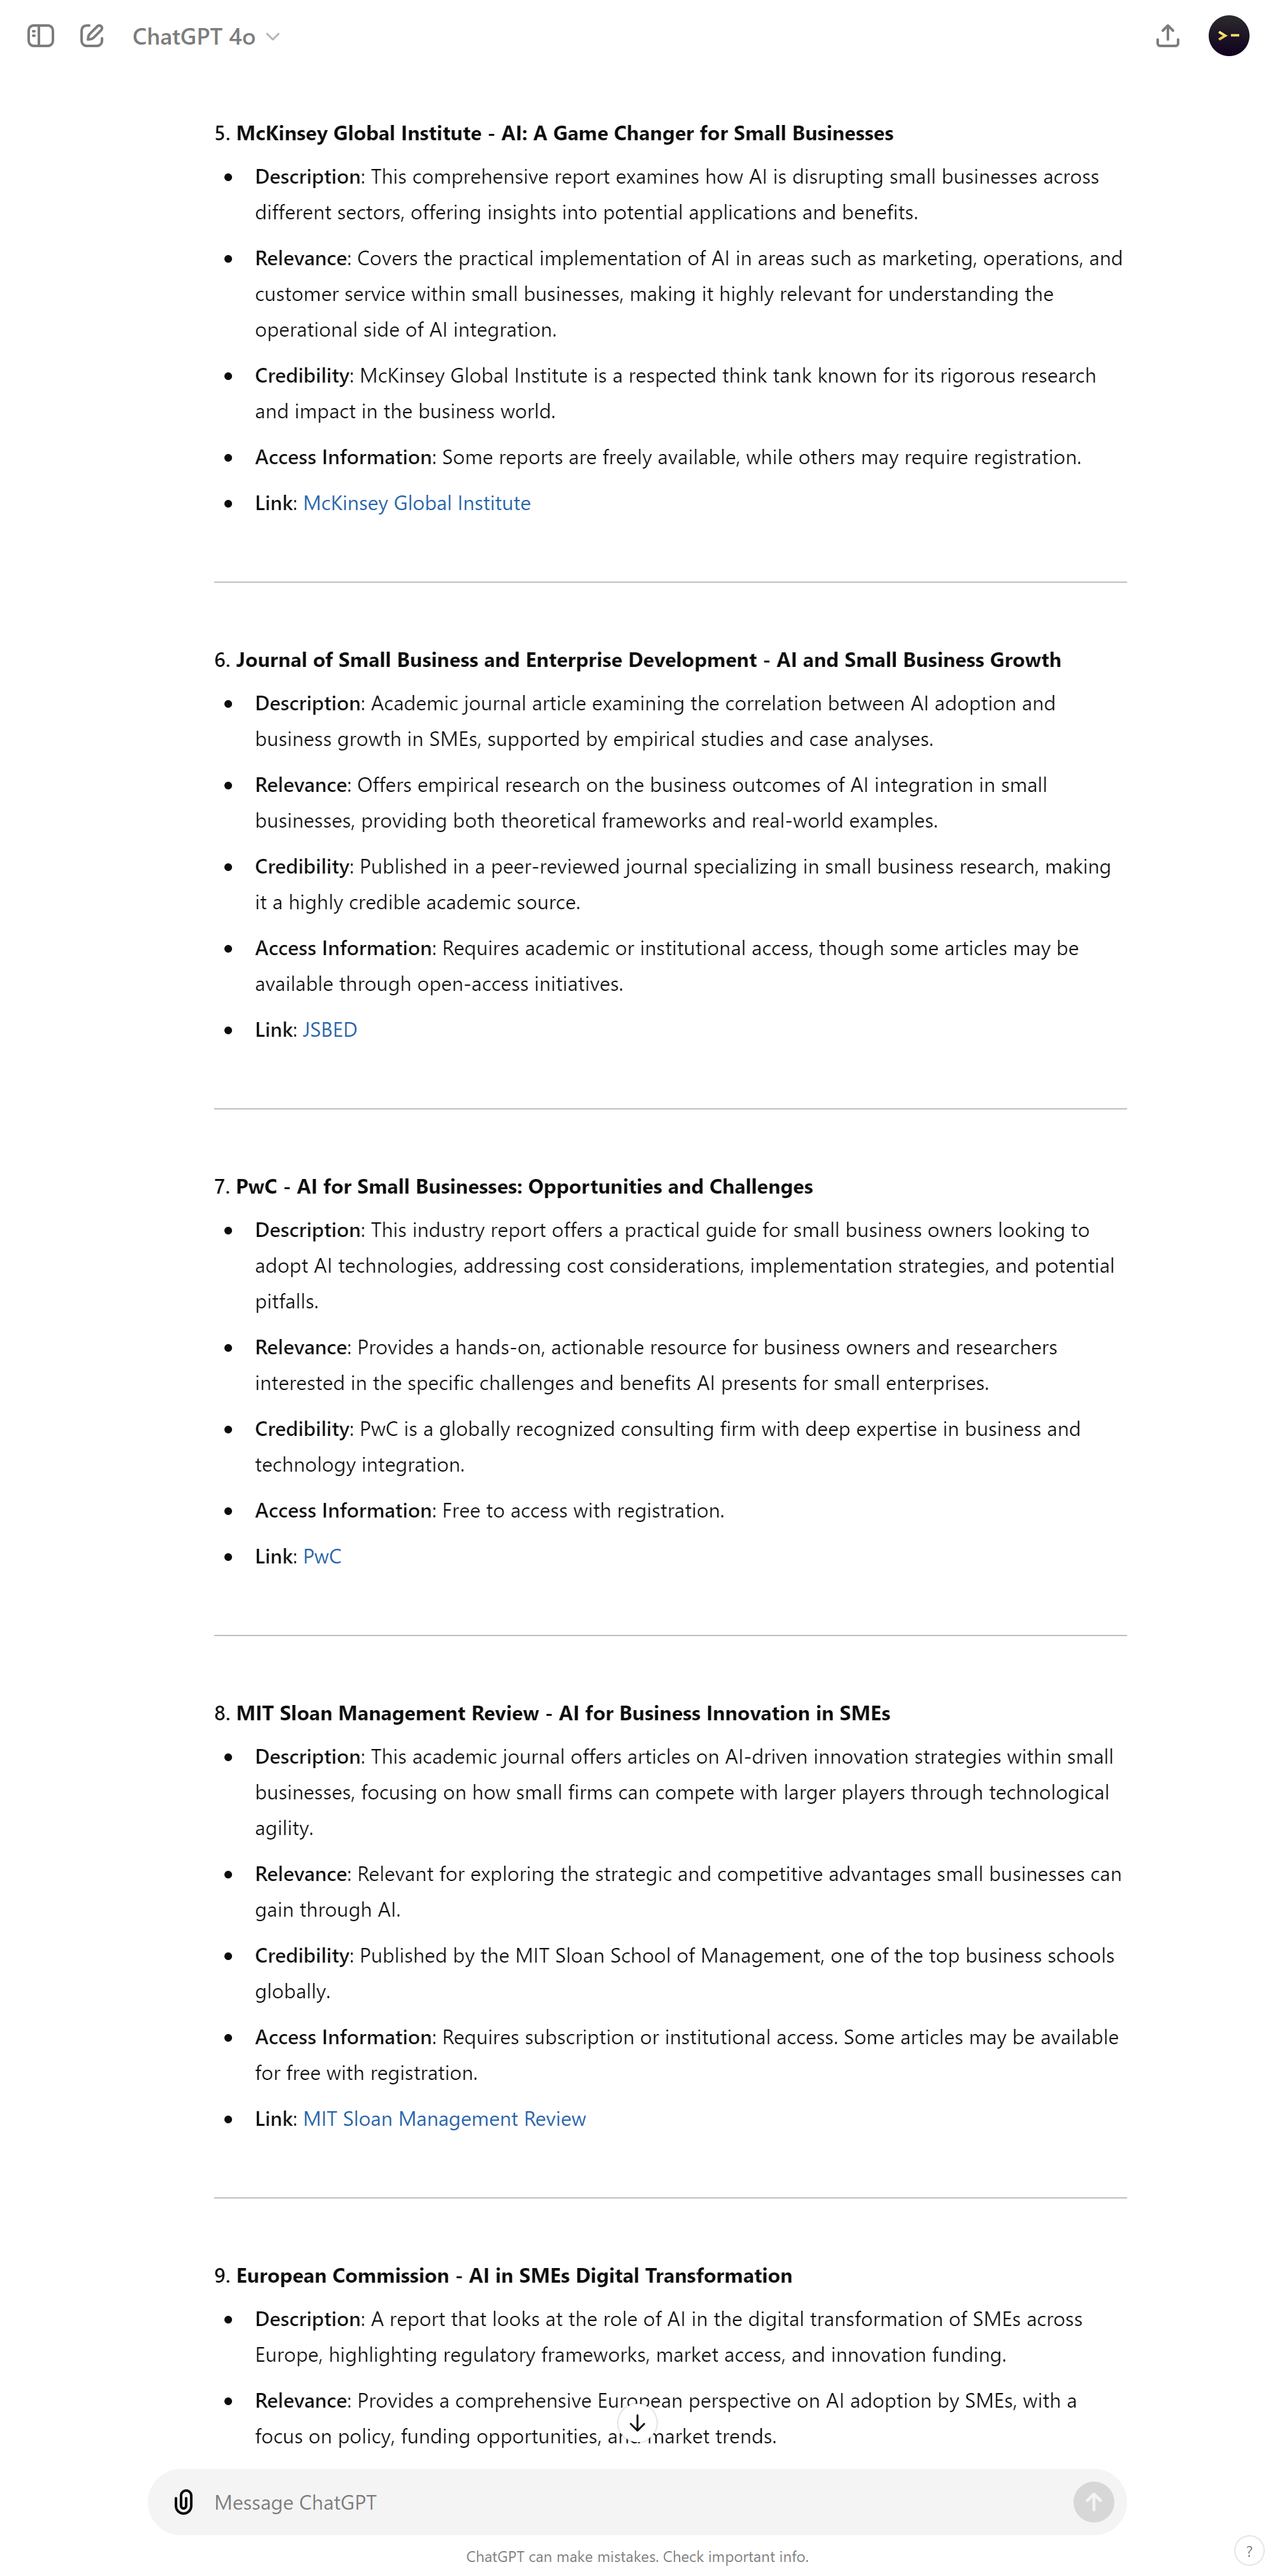 ChatGPT 4o
5. McKinsey Global Institute - AI: A Game Changer for Small Businesses
Description: This comprehensive report examines how AI is disrupting small businesses across
different sectors, offering insights into potential applications and benefits.
Relevance: Covers the practical implementation of AI in areas such as marketing, operations, and
customer service within small businesses, making it highly relevant for understanding the
operational side of AI integration.
Credibility: McKinsey Global Institute is a respected think tank known for its rigorous research
and impact in the business world.
Access Information: Some reports are freely available, while others may require registration.
Link: McKinsey Global Institute
6. Journal of Small Business and Enterprise Development - AI and Small Business Growth
Description: Academic journal article examining the correlation between AI adoption and
business growth in SMEs, supported by empirical studies and case analyses.
Relevance: Offers empirical research on the business outcomes of AI integration in small
businesses, providing both theoretical frameworks and real-world examples.
Credibility: Published in a peer-reviewed journal specializing in small business research, making
it a highly credible academic source.
Access Information: Requires academic or institutional access, though some articles may be
available through open-access initiatives.
Link: JSBED
7. PwC - AI for Small Businesses: Opportunities and Challenges
Description: This industry report offers a practical guide for small business owners looking to
adopt AI technologies, addressing cost considerations, implementation strategies, and potential
pitfalls.
Relevance: Provides a hands-on, actionable resource for business owners and researchers
interested in the specific challenges and benefits AI presents for small enterprises.
Credibility: PwC is a globally recognized consulting firm with deep expertise in business and
technology integration.
Access Information: Free to access with registration.
Link: PwC
8. MIT Sloan Management Review - AI for Business Innovation in SMEs
Description: This academic journal offers articles on AI-driven innovation strategies within small
businesses, focusing on how small firms can compete with larger players through technological
agility.
Relevance: Relevant for exploring the strategic and competitive advantages small businesses can
gain through AI.
Credibility: Published by the MIT Sloan School of Management, one of the top business schools
globally.
Access Information: Requires subscription or institutional access. Some articles may be available
for free with registration.
Link: MIT Sloan Management Review
9. European Commission - AI in SMEs Digital Transformation
Description: A report that looks at the role of AI in the digital transformation of SMEs across
Europe, highlighting regulatory frameworks, market access, and innovation funding.
Relevance: Provides a comprehensive European perspective on AI adoption by SMEs, with a
focus on policy, funding opportunities, and market trends.
Message ChatGPT
ChatGPT can make mistakes. Check important info.
?